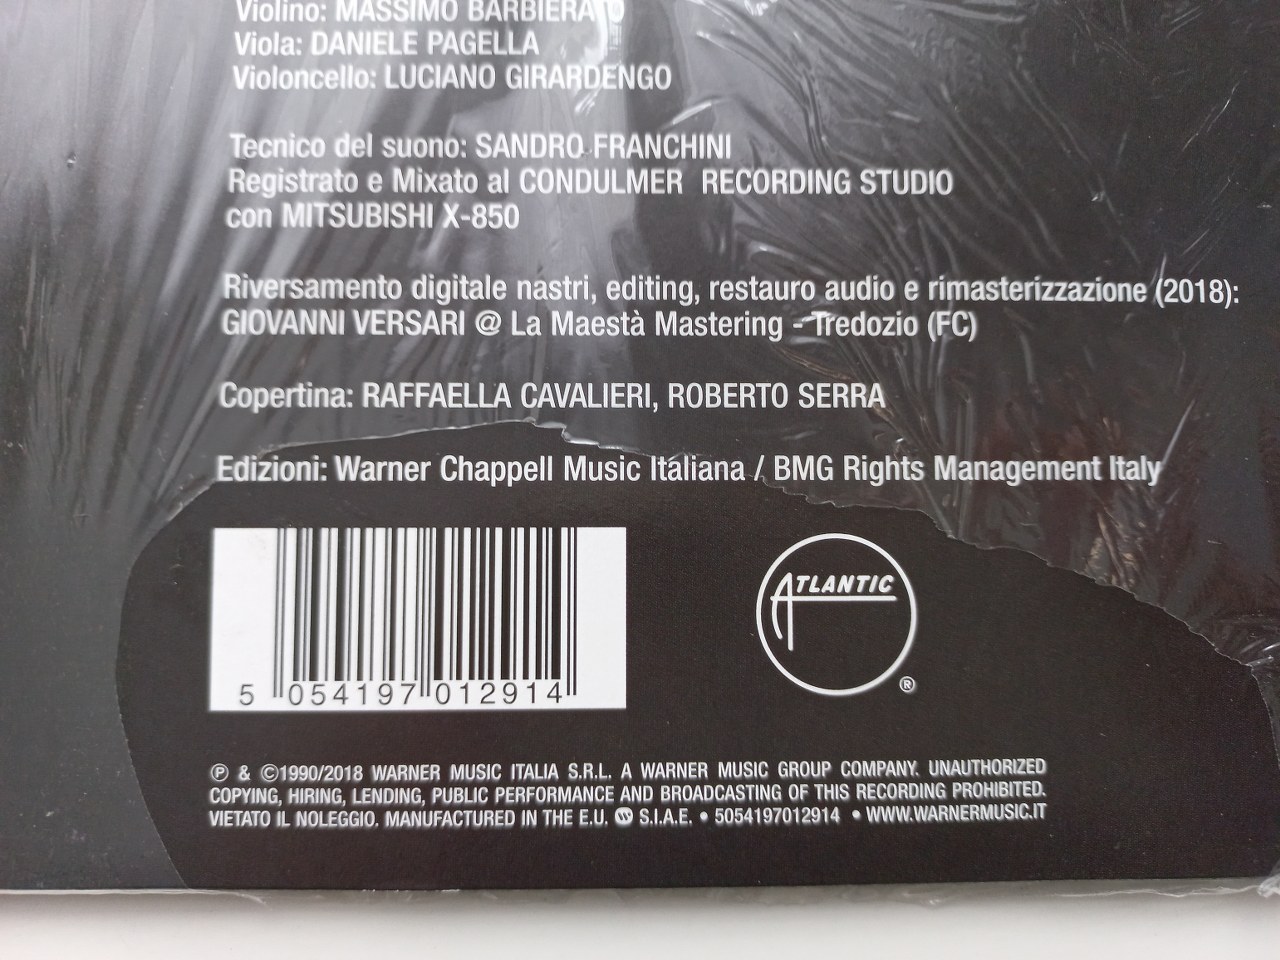 Violino: MASSIMO BARBIERATO
Viola: DANIELE PAGELLA
Violoncello: LUCIANO GIRARDENGO
Tecnico del suono: SANDRO FRANCHINI
Registrato e Mixato al CONDULMER RECORDING STUDIO
con MITSUBISHI X-850
Riversamento digitale nastri, editing, restauro audio e rimasterizzazione (2018):
GIOVANNI VERSARI @ La Maestà Mastering - Tredozio (FC)
Copertina: RAFFAELLA CAVALIERI, ROBERTO SERRA
Edizioni: Warner Chappell Music Italiana / BMG Rights Management Italy
5 054197 012914
ATLANTIC
®
℗ & ©1990/2018 WARNER MUSIC ITALIA S.R.L. A WARNER MUSIC GROUP COMPANY. UNAUTHORIZED
COPYING, HIRING, LENDING, PUBLIC PERFORMANCE AND BROADCASTING OF THIS RECORDING PROHIBITED.
VIETATO IL NOLEGGIO. MANUFACTURED IN THE E.U. S.I.A.E. • 5054197012914 • WWW.WARNERMUSIC.IT